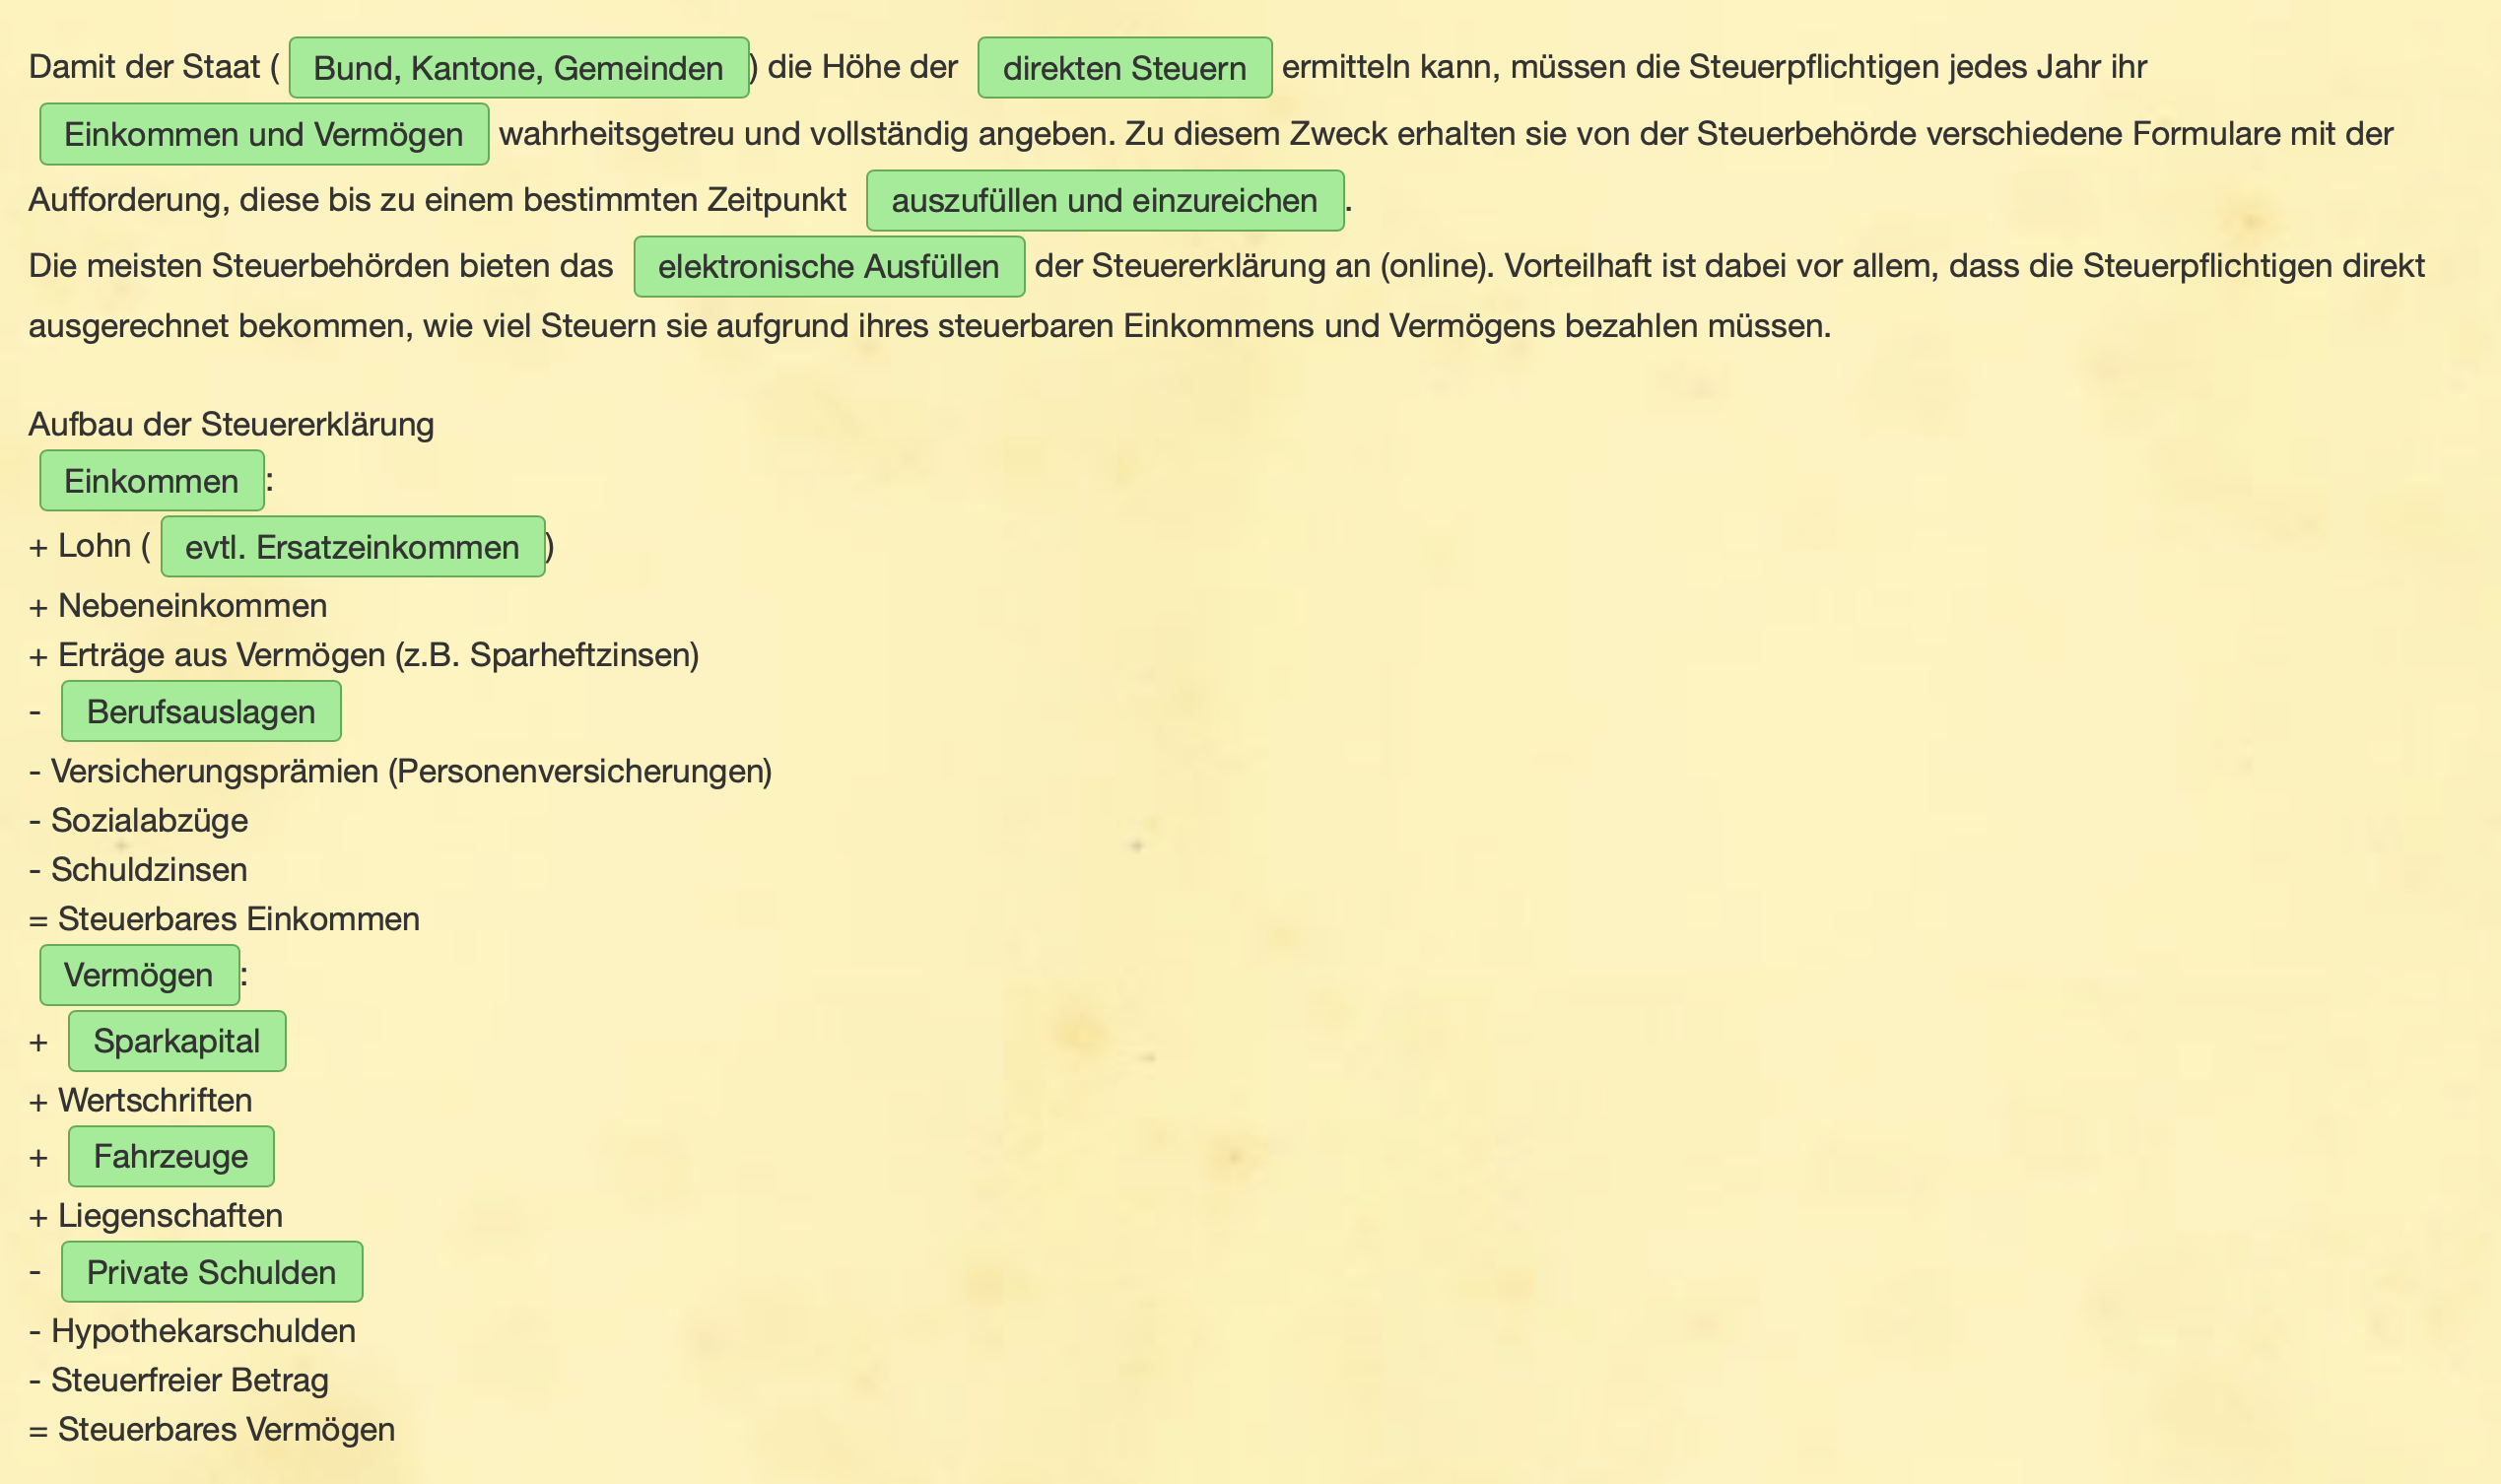 Damit der Staat ( Bund, Kantone, Gemeinden ) die Höhe der direkten Steuern ermitteln kann, müssen die Steuerpflichtigen jedes Jahr ihr
Einkommen und Vermögen wahrheitsgetreu und vollständig angeben. Zu diesem Zweck erhalten sie von der Steuerbehörde verschiedene Formulare mit der
Aufforderung, diese bis zu einem bestimmten Zeitpunkt auszufüllen und einzureichen .
Die meisten Steuerbehörden bieten das elektronische Ausfüllen der Steuererklärung an (online). Vorteilhaft ist dabei vor allem, dass die Steuerpflichtigen direkt
ausgerechnet bekommen, wie viel Steuern sie aufgrund ihres steuerbaren Einkommens und Vermögens bezahlen müssen.
Aufbau der Steuererklärung
Einkommen :
+ Lohn ( evtl. Ersatzeinkommen )
+ Nebeneinkommen
+ Erträge aus Vermögen (z.B. Sparheftzinsen)
- Berufsauslagen
- Versicherungsprämien (Personenversicherungen)
- Sozialabzüge
- Schuldzinsen
= Steuerbares Einkommen
Vermögen :
+ Sparkapital
+ Wertschriften
+ Fahrzeuge
+ Liegenschaften
- Private Schulden
- Hypothekarschulden
- Steuerfreier Betrag
= Steuerbares Vermögen